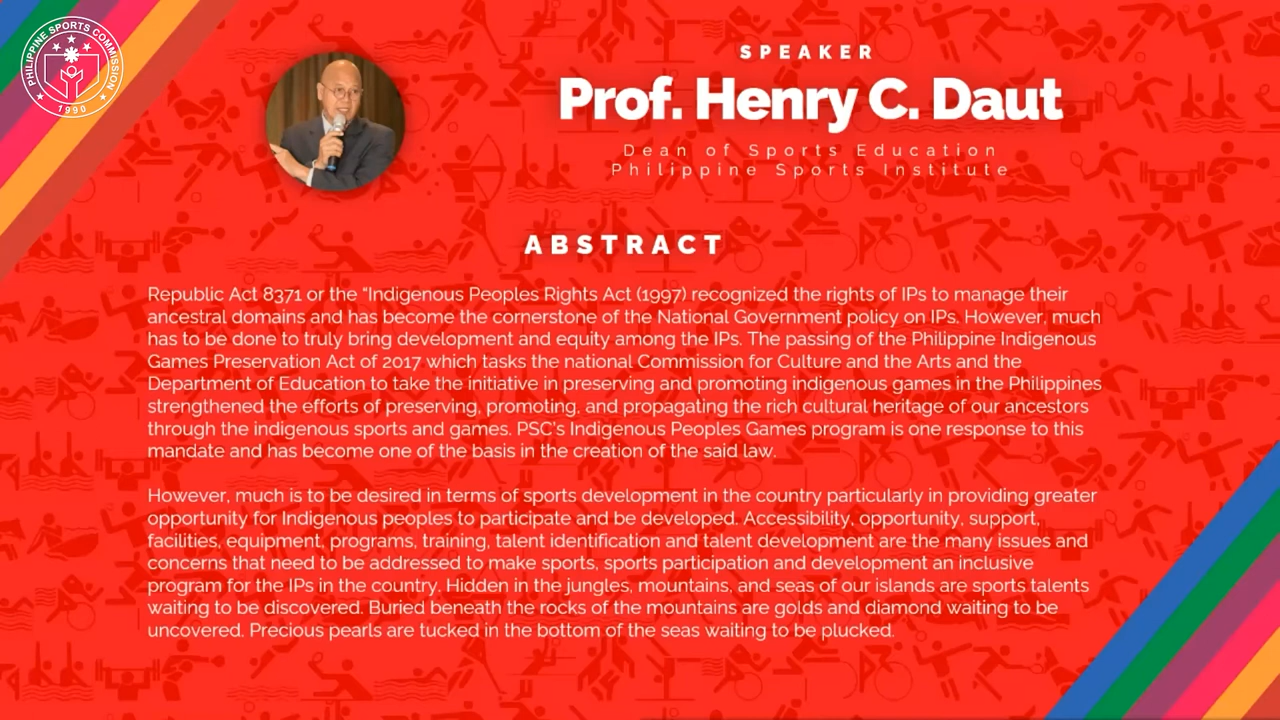 PHILIPPINE SPORTS COMMISSION
1990
SPEAKER
Prof. Henry C. Daut
Dean of Sports Education
Philippine Sports Institute
ABSTRACT
Republic Act 8371 or the "Indigenous Peoples Rights Act (1997) recognized the rights of IPs to manage their
ancestral domains and has become the cornerstone of the National Government policy on IPs. However, much
has to be done to truly bring development and equity among the IPs. The passing of the Philippine Indigenous
Games Preservation Act of 2017 which tasks the national Commission for Culture and the Arts and the
Department of Education to take the initiative in preserving and promoting indigenous games in the Philippines
strengthened the efforts of preserving, promoting, and propagating the rich cultural heritage of our ancestors
through the indigenous sports and games. PSC's Indigenous Peoples Games program is one response to this
mandate and has become one of the basis in the creation of the said law.
However, much is to be desired in terms of sports development in the country particularly in providing greater
opportunity for Indigenous peoples to participate and be developed. Accessibility, opportunity, support,
facilities, equipment, programs, training, talent identification and talent development are the many issues and
concerns that need to be addressed to make sports, sports participation and development an inclusive
program for the IPs in the country. Hidden in the jungles, mountains, and seas of our islands are sports talents
waiting to be discovered. Buried beneath the rocks of the mountains are golds and diamond waiting to be
uncovered. Precious pearls are tucked in the bottom of the seas waiting to be plucked.